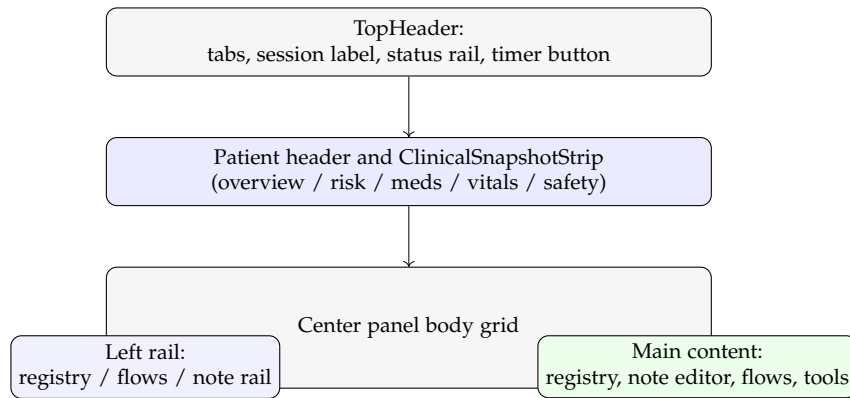 TopHeader:
tabs, session label, status rail, timer button
Patient header and ClinicalSnapshotStrip
(overview / risk / meds / vitals / safety)
Center panel body grid
Left rail:
registry / flows / note rail
Main content:
registry, note editor, flows, tools